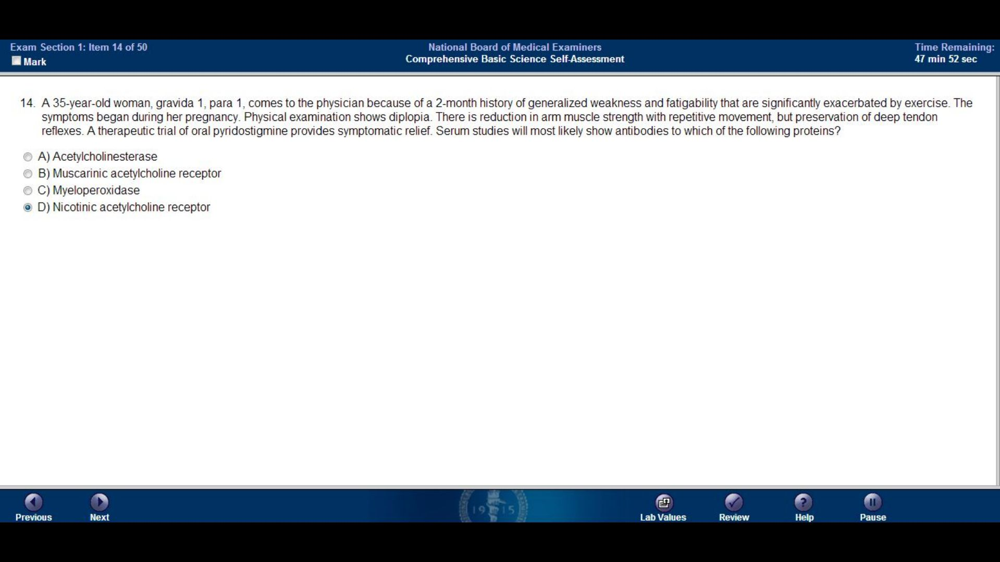 Exam Section 1: Item 14 of 50
Mark
National Board of Medical Examiners
Comprehensive Basic Science Self-Assessment
Time Remaining:
47 min 52 sec
14. A 35-year-old woman, gravida 1, para 1, comes to the physician because of a 2-month history of generalized weakness and fatigability that are significantly exacerbated by exercise. The
symptoms began during her pregnancy. Physical examination shows diplopia. There is reduction in arm muscle strength with repetitive movement, but preservation of deep tendon
reflexes. A therapeutic trial of oral pyridostigmine provides symptomatic relief. Serum studies will most likely show antibodies to which of the following proteins?
A) Acetylcholinesterase
B) Muscarinic acetylcholine receptor
C) Myeloperoxidase
D) Nicotinic acetylcholine receptor
1915
Previous
Next
Lab Values
Review
Help
Pause